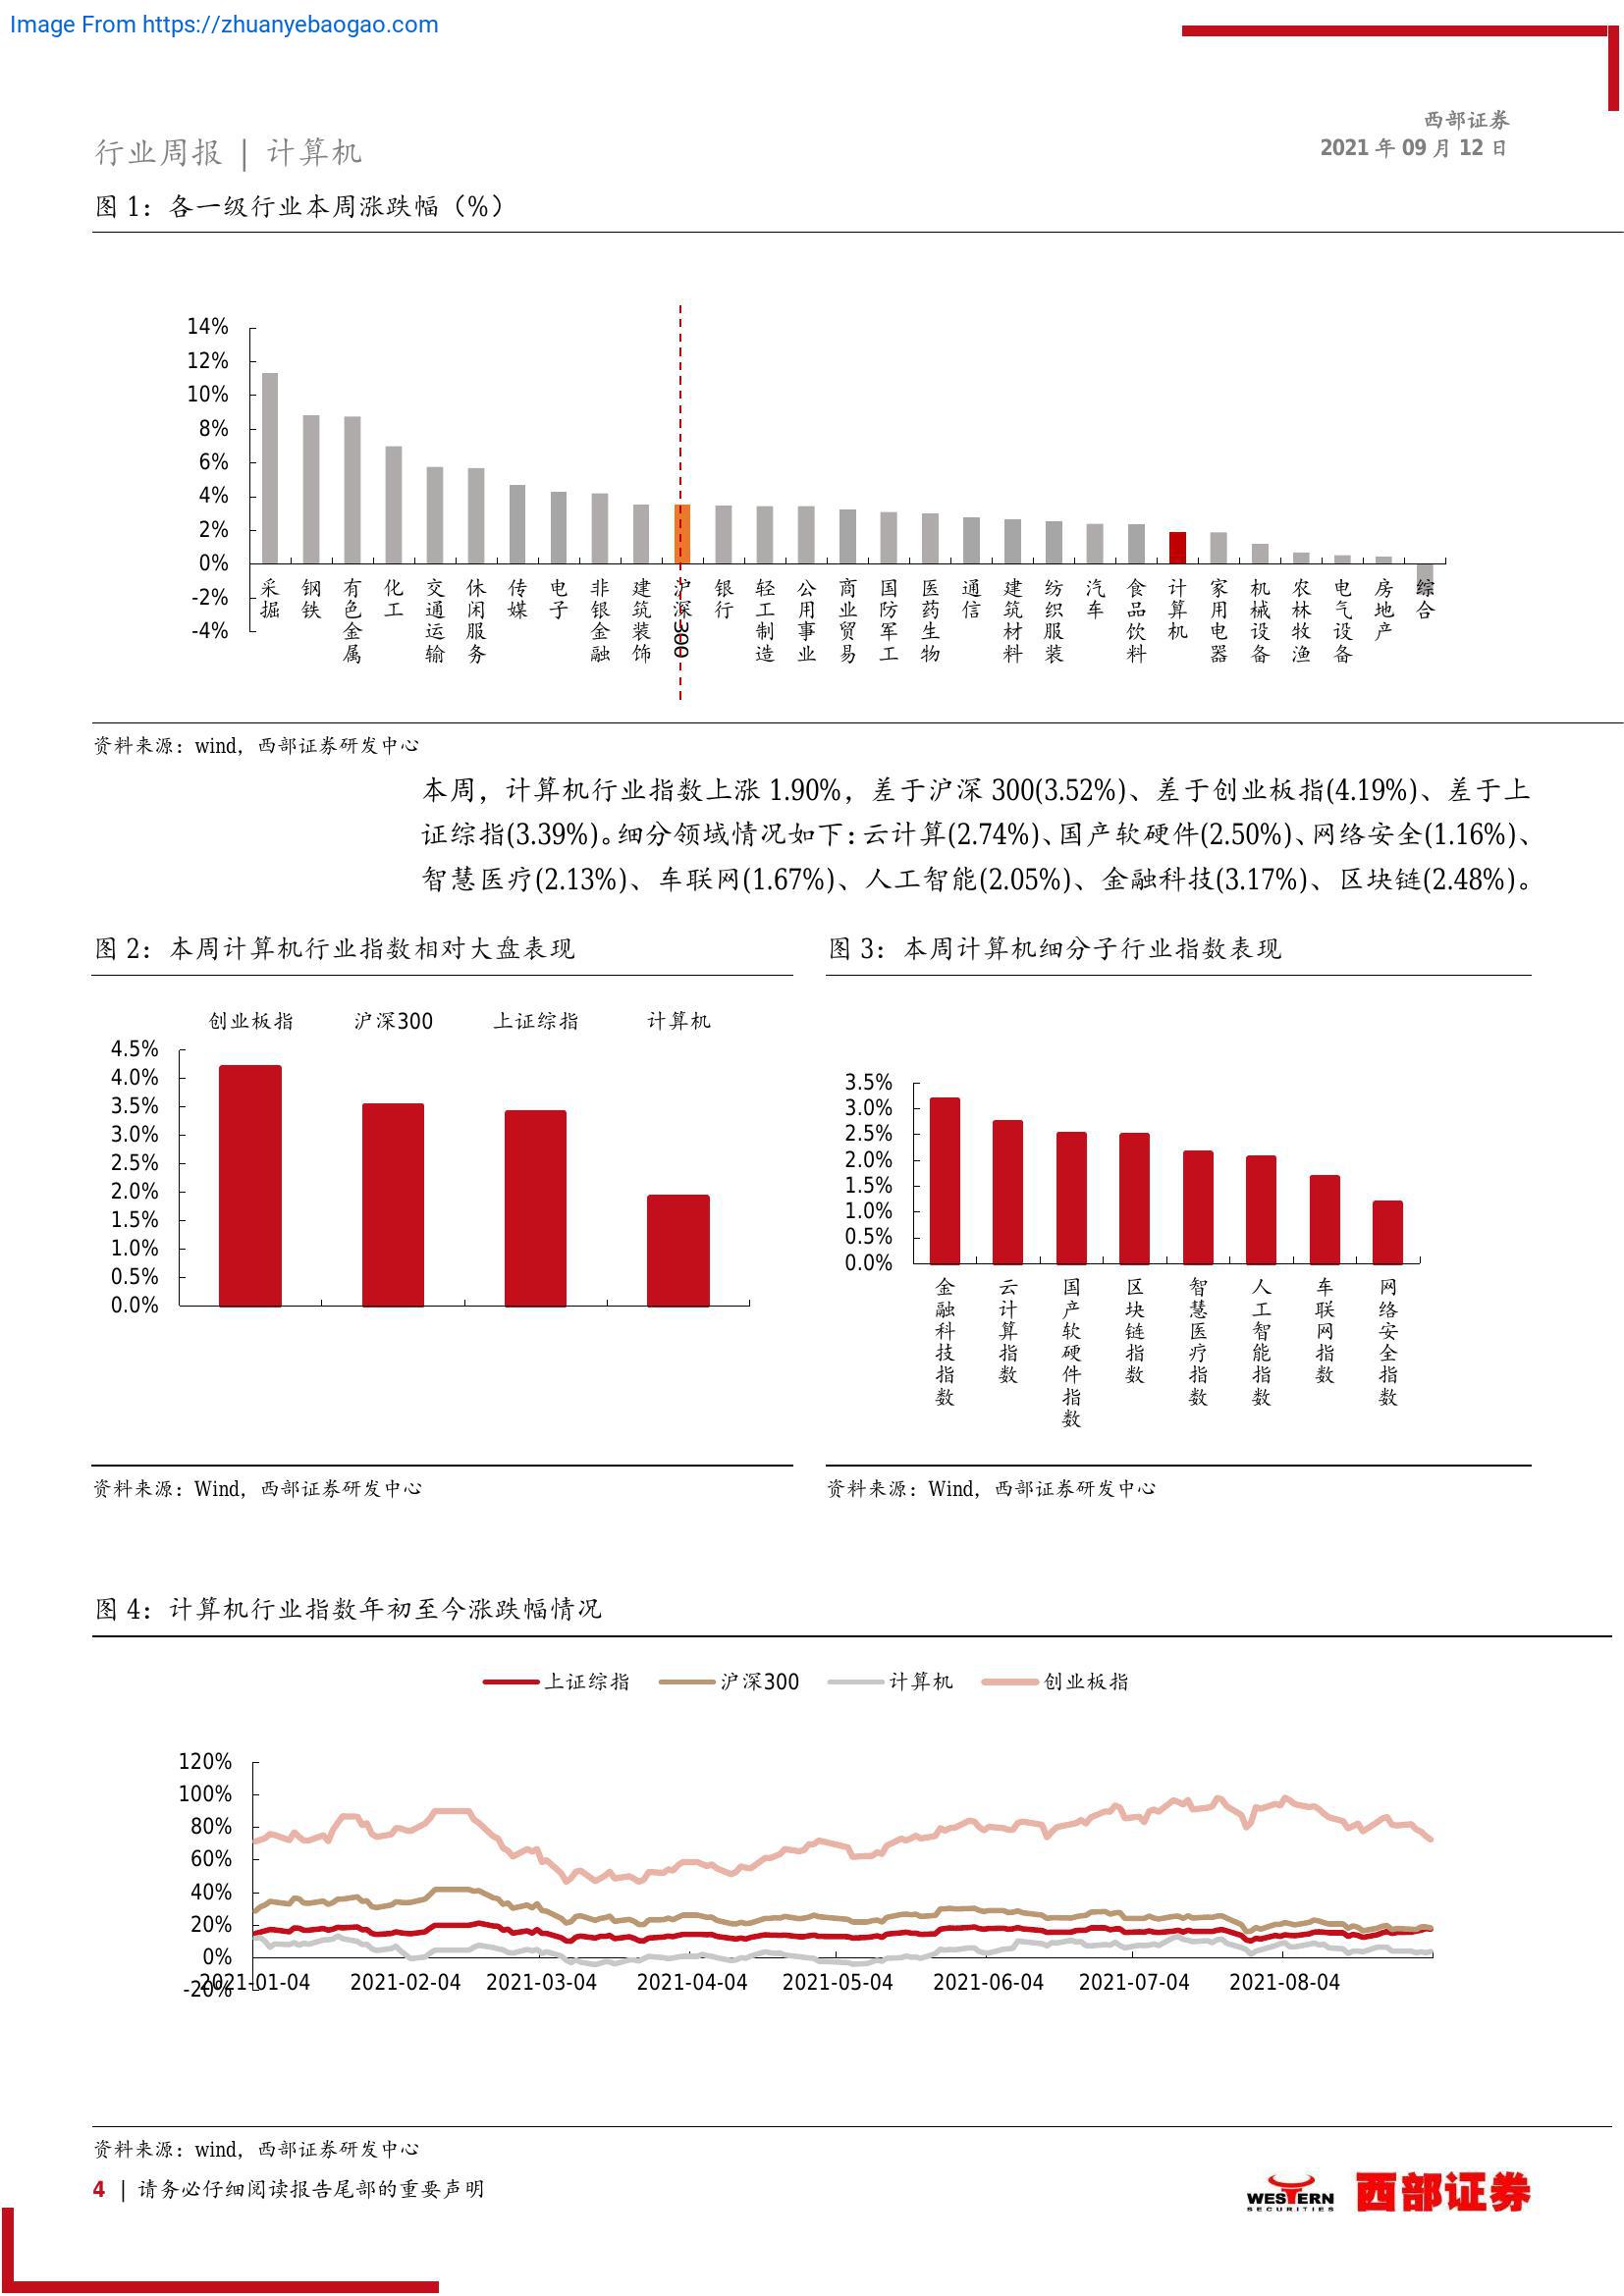 Image From https://zhuanyebaogao.com
西部证券
2021 年 09 月 12 日
行业周报 | 计算机
图 1：各一级行业本周涨跌幅（%）
14%
12%
10%
8%
6%
4%
2%
0%
-2%
-4%
采掘
钢铁
有色金属
化工
交通运输
休闲服务
传媒
电子
非银金融
建筑装饰
沪深300
银行
轻工制造
公用事业
商业贸易
国防军工
医药生物
通信
建筑材料
纺织服装
汽车
食品饮料
计算机
家用电器
机械设备
农林牧渔
电气设备
房地产
综合
资料来源：wind，西部证券研发中心
本周，计算机行业指数上涨 1.90%，差于沪深 300(3.52%)、差于创业板指(4.19%)、差于上
证综指(3.39%)。细分领域情况如下：云计算(2.74%)、国产软硬件(2.50%)、网络安全(1.16%)、
智慧医疗(2.13%)、车联网(1.67%)、人工智能(2.05%)、金融科技(3.17%)、区块链(2.48%)。
图 2：本周计算机行业指数相对大盘表现
创业板指 沪深300 上证综指 计算机
4.5%
4.0%
3.5%
3.0%
2.5%
2.0%
1.5%
1.0%
0.5%
0.0%
资料来源：Wind，西部证券研发中心
图 3：本周计算机细分子行业指数表现
3.5%
3.0%
2.5%
2.0%
1.5%
1.0%
0.5%
0.0%
金融科技指数
云计算指数
国产软硬件指数
区块链指数
智慧医疗指数
人工智能指数
车联网指数
网络安全指数
资料来源：Wind，西部证券研发中心
图 4：计算机行业指数年初至今涨跌幅情况
上证综指 沪深300 计算机 创业板指
120%
100%
80%
60%
40%
20%
0%
-20%
2021-01-04 2021-02-04 2021-03-04 2021-04-04 2021-05-04 2021-06-04 2021-07-04 2021-08-04
资料来源：wind，西部证券研发中心
4 | 请务必仔细阅读报告尾部的重要声明
WESTERN
SECURITIES
西部证券